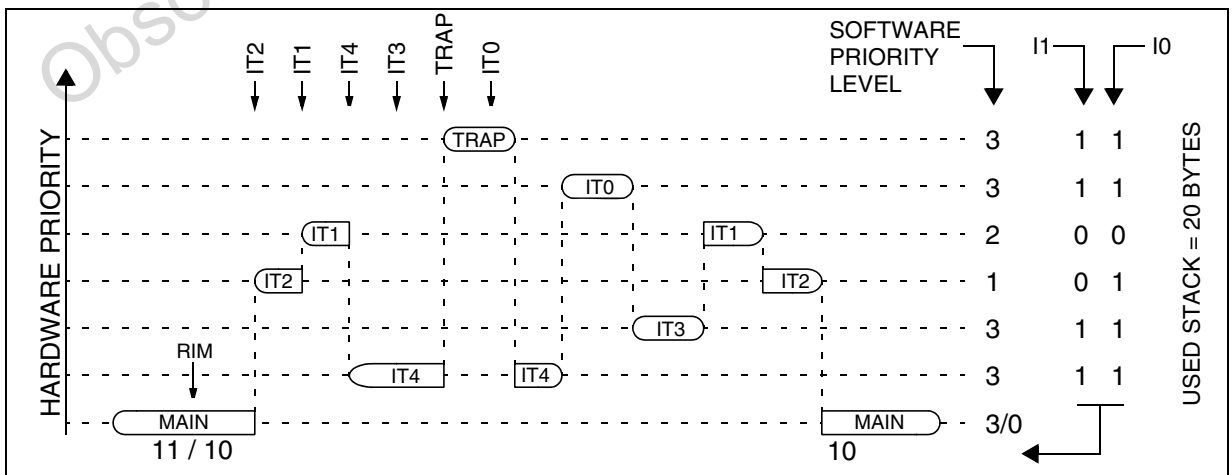 Obsc
IT2
IT1
IT4
IT3
TRAP
IT0
SOFTWARE
PRIORITY
LEVEL
I1
I0
HARDWARE PRIORITY
TRAP
3 1 1
IT0
3 1 1
IT1
IT1
2 0 0
IT2
IT2
1 0 1
IT3
3 1 1
RIM
IT4
IT4
3 1 1
MAIN
MAIN
3/0
11 / 10
10
USED STACK = 20 BYTES